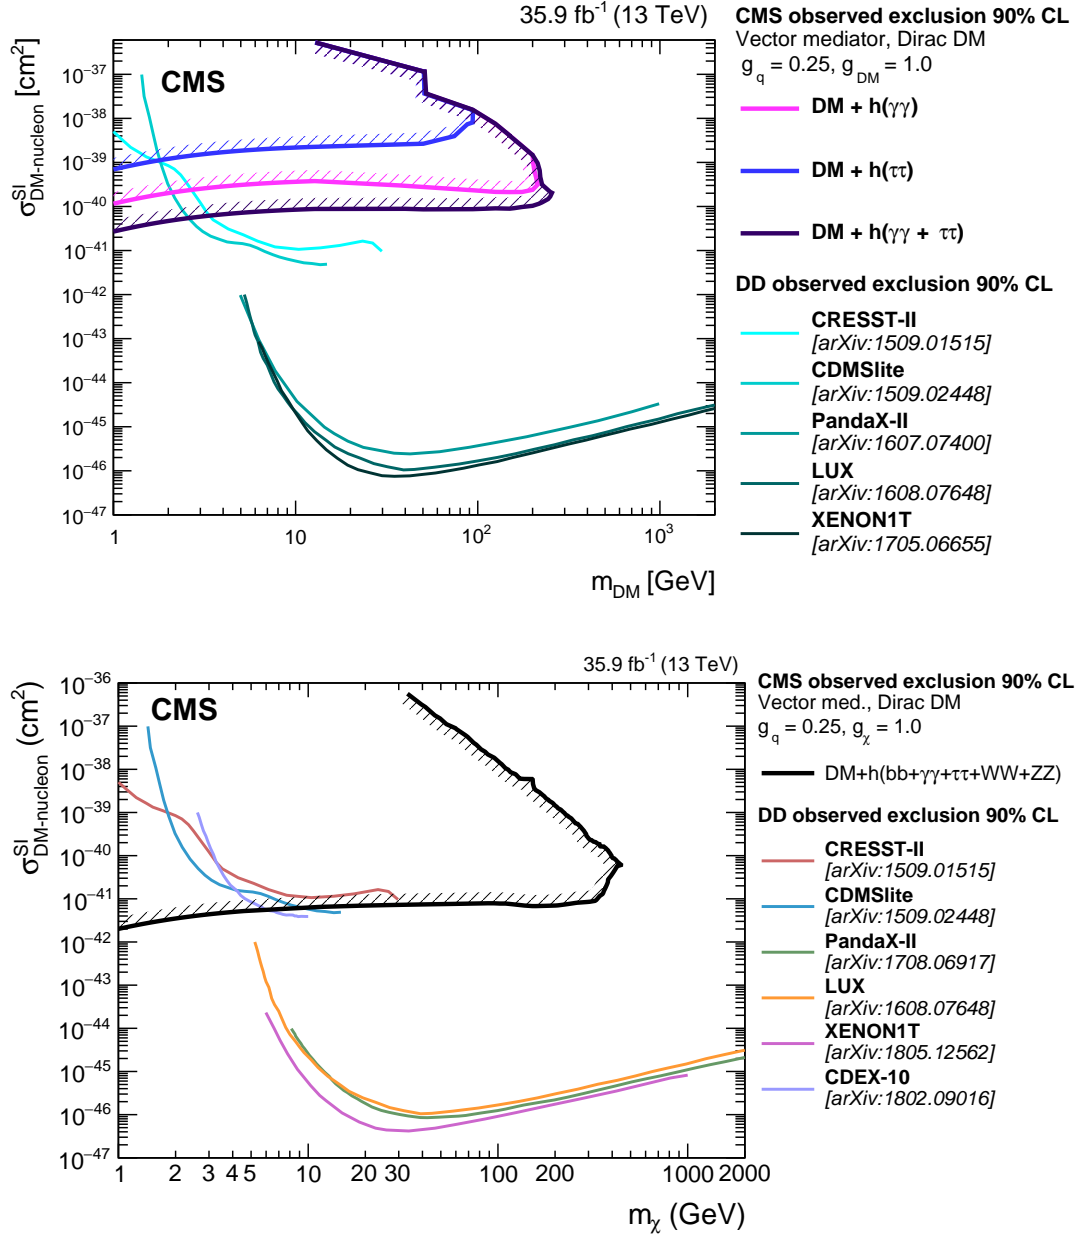 35.9 fb⁻¹ (13 TeV)
CMS
σ^SI_DM-nucleon [cm²]
10⁻³⁷
10⁻³⁸
10⁻³⁹
10⁻⁴⁰
10⁻⁴¹
10⁻⁴²
10⁻⁴³
10⁻⁴⁴
10⁻⁴⁵
10⁻⁴⁶
10⁻⁴⁷
1 10 10² 10³
m_DM [GeV]
CMS observed exclusion 90% CL
Vector mediator, Dirac DM
g_q = 0.25, g_DM = 1.0
DM + h(γγ)
DM + h(ττ)
DM + h(γγ + ττ)
DD observed exclusion 90% CL
CRESST-II
[arXiv:1509.01515]
CDMSlite
[arXiv:1509.02448]
PandaX-II
[arXiv:1607.07400]
LUX
[arXiv:1608.07648]
XENON1T
[arXiv:1705.06655]
35.9 fb⁻¹ (13 TeV)
CMS
σ^SI_DM-nucleon (cm²)
10⁻³⁶
10⁻³⁷
10⁻³⁸
10⁻³⁹
10⁻⁴⁰
10⁻⁴¹
10⁻⁴²
10⁻⁴³
10⁻⁴⁴
10⁻⁴⁵
10⁻⁴⁶
10⁻⁴⁷
1 2 3 4 5 10 20 30 100 200 1000 2000
m_χ (GeV)
CMS observed exclusion 90% CL
Vector med., Dirac DM
g_q = 0.25, g_χ = 1.0
DM+h(bb+γγ+ττ+WW+ZZ)
DD observed exclusion 90% CL
CRESST-II
[arXiv:1509.01515]
CDMSlite
[arXiv:1509.02448]
PandaX-II
[arXiv:1708.06917]
LUX
[arXiv:1608.07648]
XENON1T
[arXiv:1805.12562]
CDEX-10
[arXiv:1802.09016]